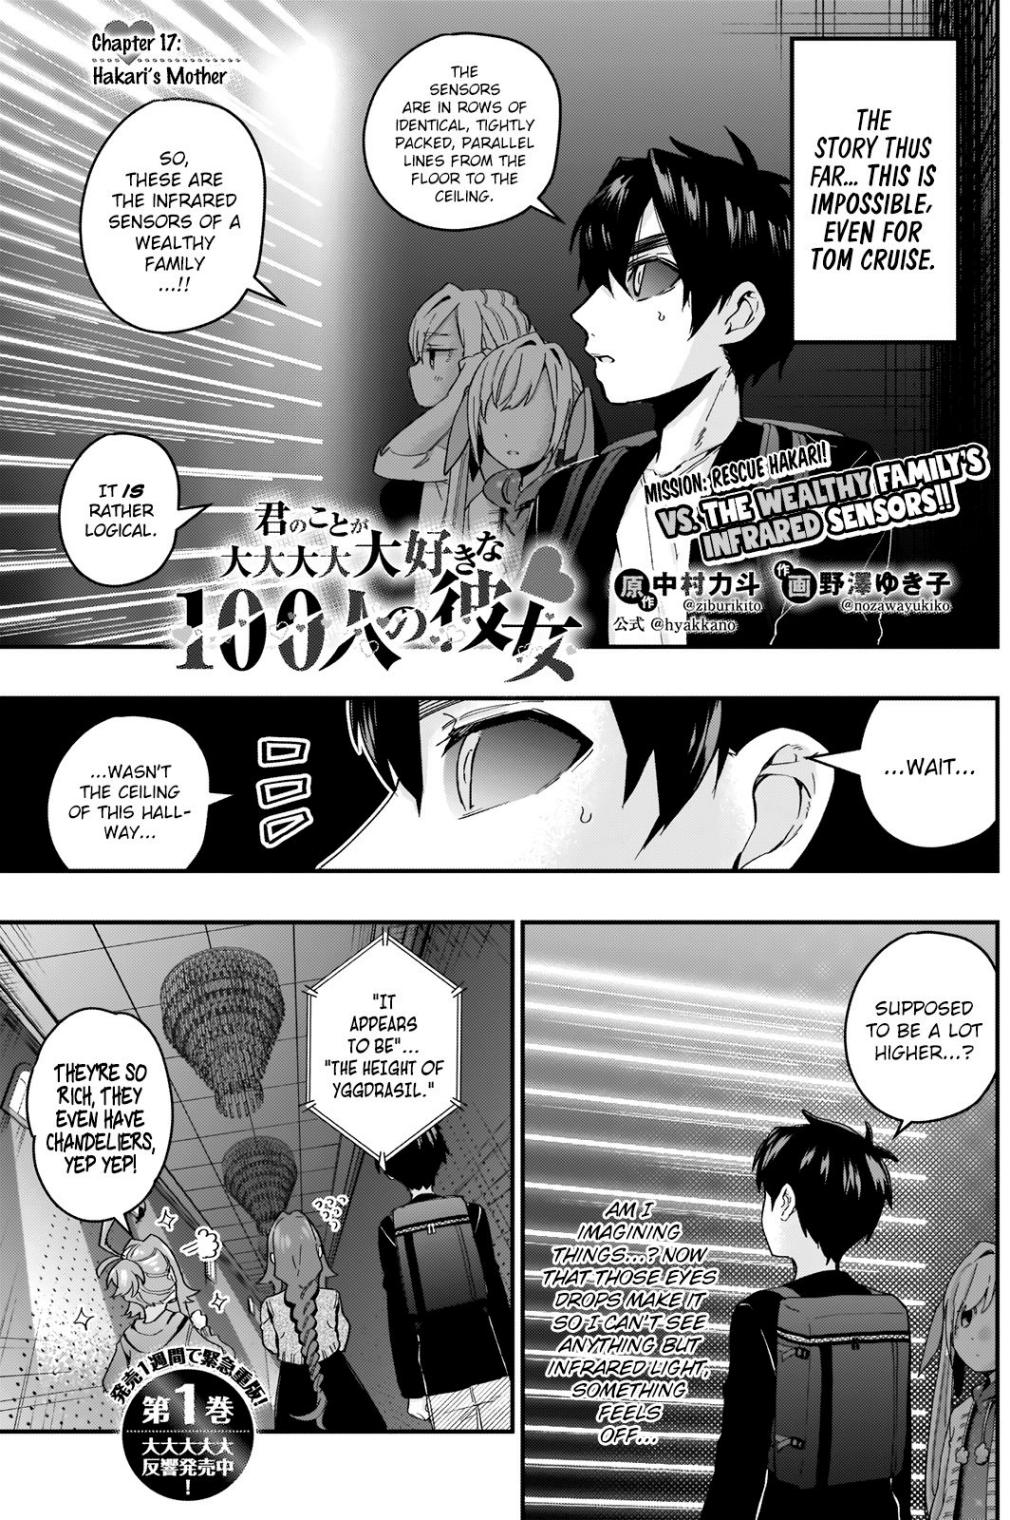 Chapter 17:
Hakari's Mother
THE
STORY THUS
FAR... THIS IS
IMPOSSIBLE,
EVEN FOR
TOM CRUISE.
THE
SENSORS
ARE IN ROWS OF
IDENTICAL, TIGHTLY
PACKED, PARALLEL
LINES FROM THE
FLOOR TO THE
CEILING.
SO,
THESE ARE
THE INFRARED
SENSORS OF A
WEALTHY
FAMILY
...!!
IT IS
RATHER
LOGICAL.
MISSION: RESCUE HAKARI!
VS. THE WEALTHY FAMILY'S
INFRARED SENSORS!!
君のことが
大大大大大好きな
100人の彼女
原作 中村力斗
@ziburikito
作画 野澤ゆき子
@nozawayukiko
公式 @hyakkano
...WAIT...
...WASN'T
THE CEILING
OF THIS HALL-
WAY...
SUPPOSED
TO BE A LOT
HIGHER...?
AM I
IMAGINING
THINGS...? NOW
THAT THOSE EYES
DROPS MAKE IT
SO I CAN'T SEE
ANYTHING BUT
INFRARED LIGHT,
SOMETHING
FEELS
OFF...
"IT
APPEARS
TO BE"...
"THE HEIGHT OF
YGGDRASIL."
THEY'RE SO
RICH, THEY
EVEN HAVE
CHANDELIERS,
YEP YEP!
発売1週間で緊急重版!
第1巻
大大大大大
反響発売中
!